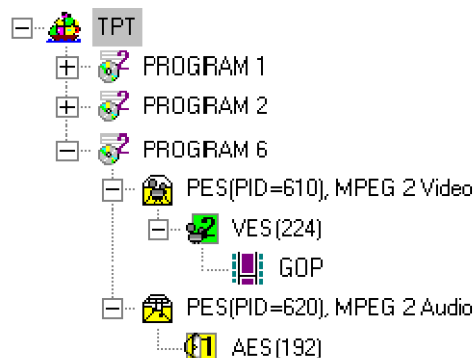 TPT
PROGRAM 1
PROGRAM 2
PROGRAM 6
PES(PID=610), MPEG 2 Video
VES(224)
GOP
PES(PID=620), MPEG 2 Audio
AES(192)